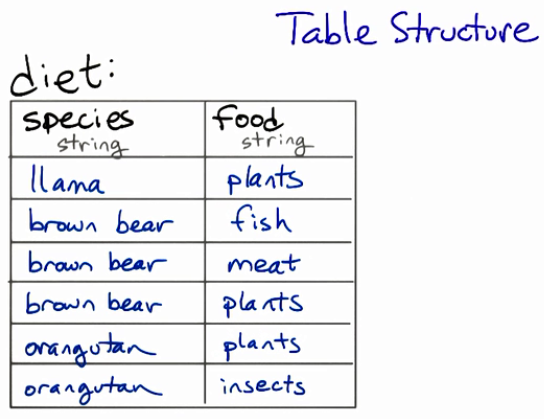 Table Structure
diet:
species food
string string
llama plants
brown bear fish
brown bear meat
brown bear plants
orangutan plants
orangutan insects